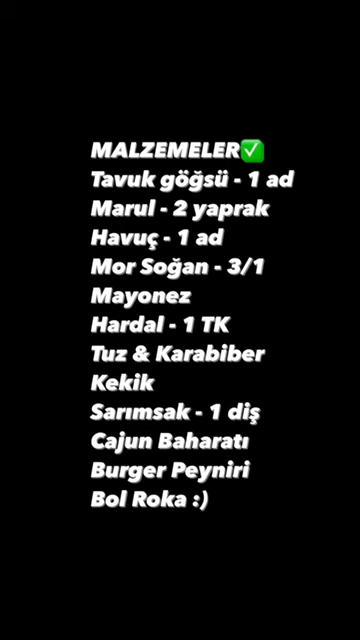 MALZEMELER✅
Tavuk göğsü - 1 ad
Marul - 2 yaprak
Havuç - 1 ad
Mor Soğan - 3/1
Mayonez
Hardal - 1 TK
Tuz & Karabiber
Kekik
Sarımsak - 1 diş
Cajun Baharatı
Burger Peyniri
Bol Roka :)